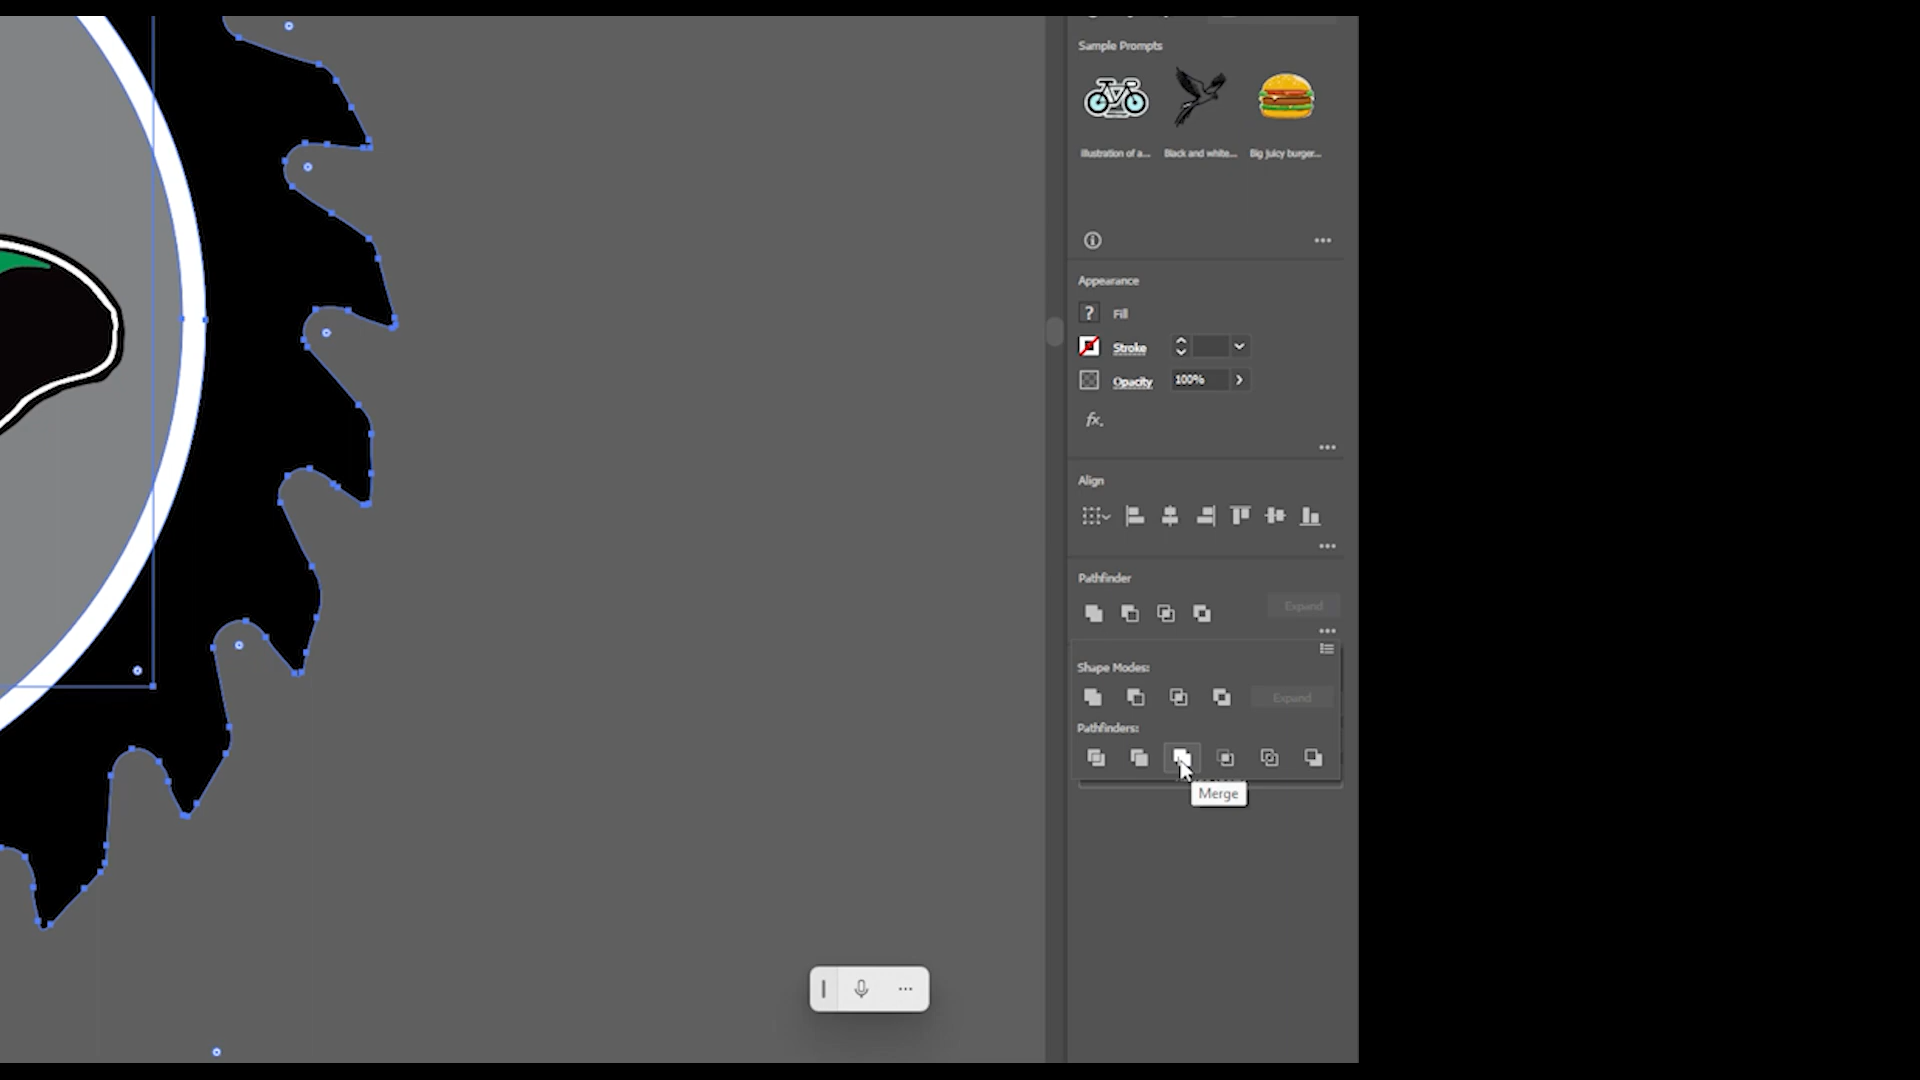 Sample Prompts
Illustration of a...
Black and white...
Big juicy burger...
Appearance
Fill
Stroke
Opacity
100%
fx.
Align
Pathfinder
Expand
Shape Modes:
Expand
Pathfinders:
Merge